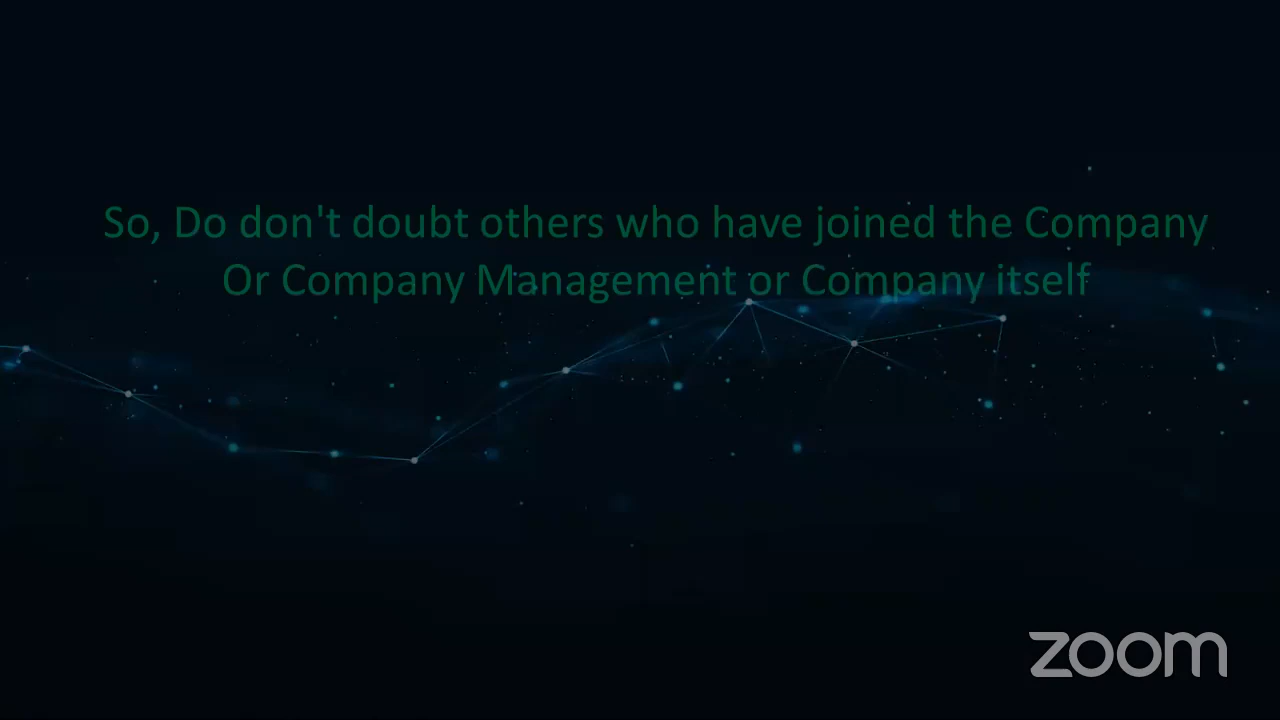 So, Do don't doubt others who have joined the Company
Or Company Management or Company itself
zoom